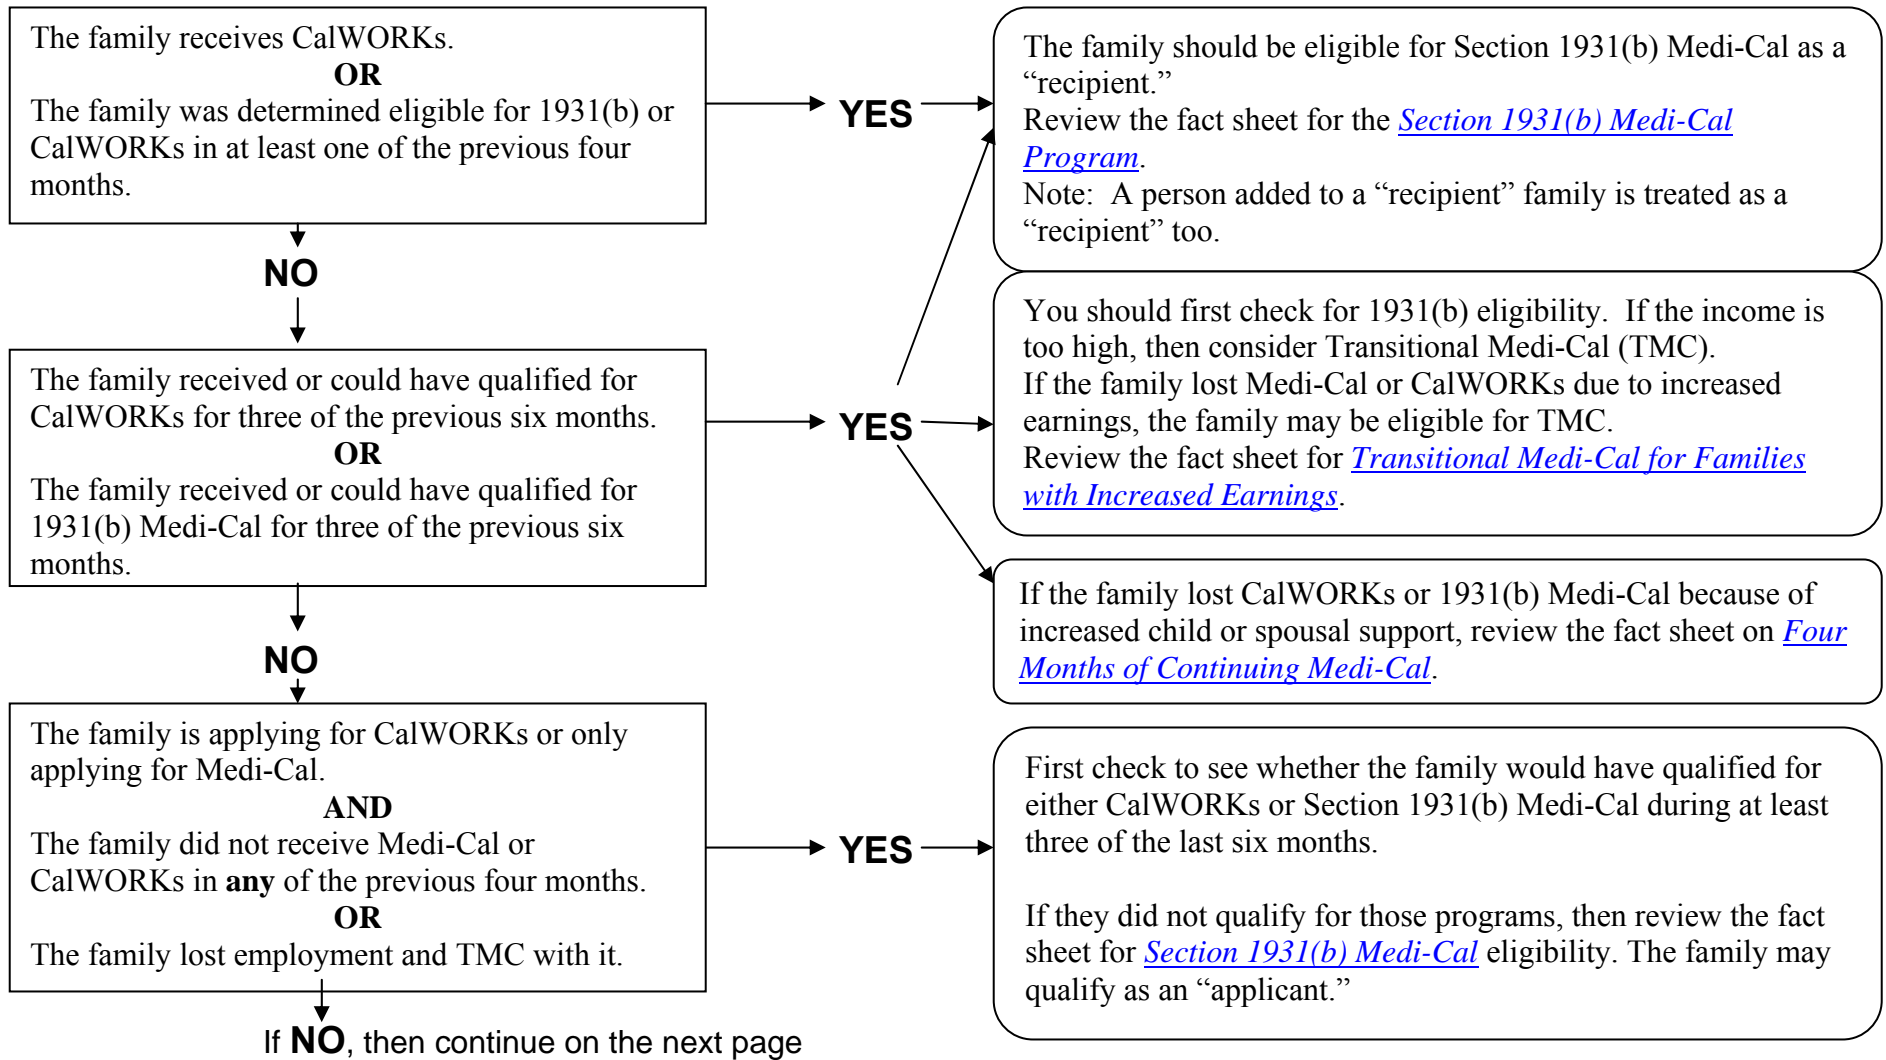 The family receives CalWORKs.
OR
The family was determined eligible for 1931(b) or
CalWORKs in at least one of the previous four
months.
YES
The family should be eligible for Section 1931(b) Medi-Cal as a
“recipient.”
Review the fact sheet for the Section 1931(b) Medi-Cal
Program.
Note:  A person added to a “recipient” family is treated as a
“recipient” too.
NO
The family received or could have qualified for
CalWORKs for three of the previous six months.
OR
The family received or could have qualified for
1931(b) Medi-Cal for three of the previous six
months.
YES
You should first check for 1931(b) eligibility.  If the income is
too high, then consider Transitional Medi-Cal (TMC).
If the family lost Medi-Cal or CalWORKs due to increased
earnings, the family may be eligible for TMC.
Review the fact sheet for Transitional Medi-Cal for Families
with Increased Earnings.
If the family lost CalWORKs or 1931(b) Medi-Cal because of
increased child or spousal support, review the fact sheet on Four
Months of Continuing Medi-Cal.
NO
The family is applying for CalWORKs or only
applying for Medi-Cal.
AND
The family did not receive Medi-Cal or
CalWORKs in any of the previous four months.
OR
The family lost employment and TMC with it.
YES
First check to see whether the family would have qualified for
either CalWORKs or Section 1931(b) Medi-Cal during at least
three of the last six months.
If they did not qualify for those programs, then review the fact
sheet for Section 1931(b) Medi-Cal eligibility. The family may
qualify as an “applicant.”
If NO, then continue on the next page